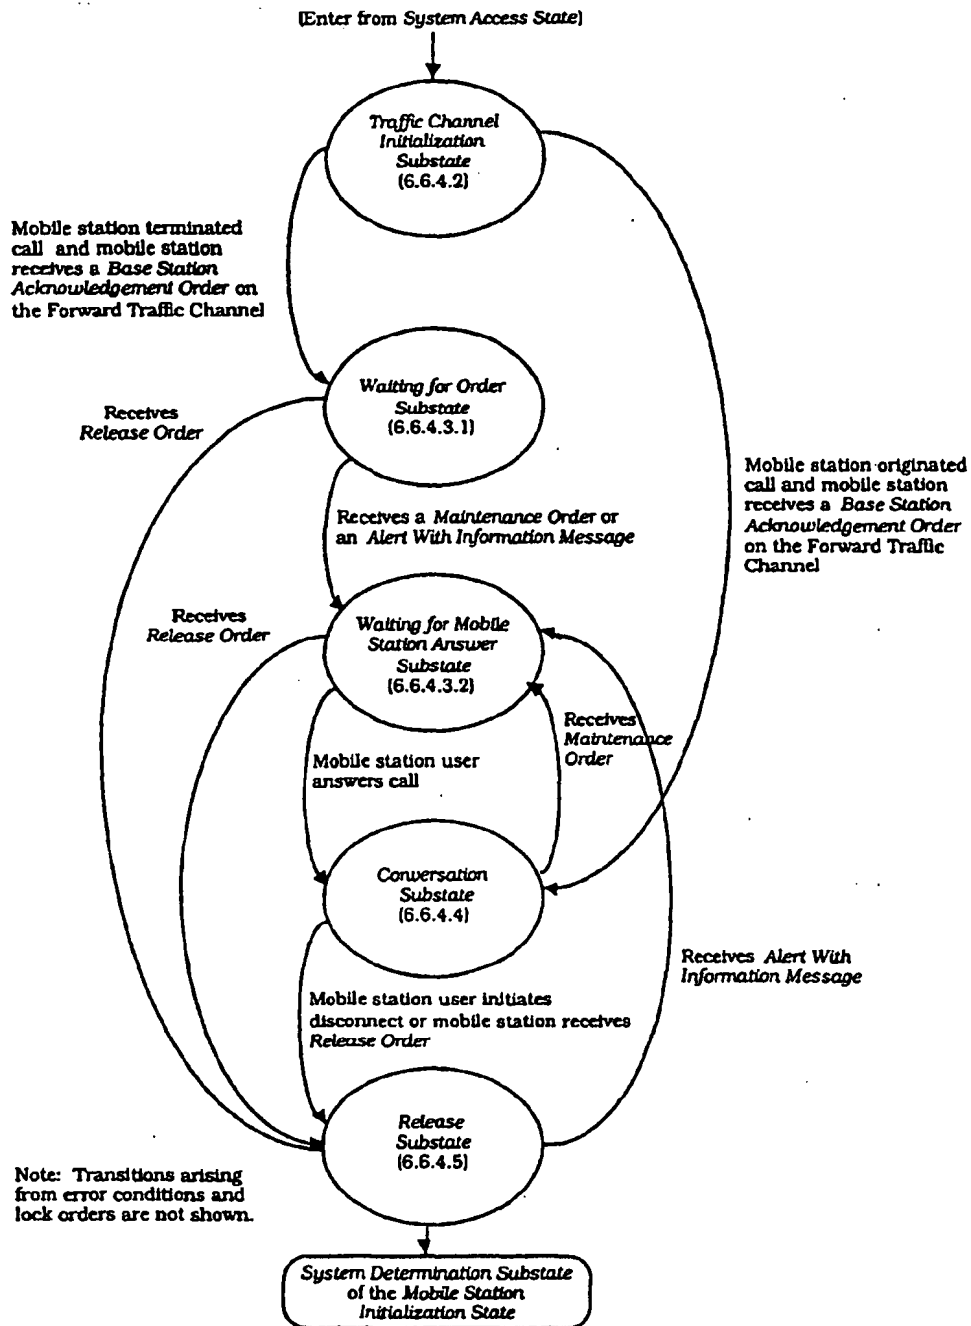 (Enter from System Access State)
Traffic Channel
Initialization
Substate
(6.6.4.2)
Mobile station terminated
call and mobile station
receives a Base Station
Acknowledgement Order on
the Forward Traffic Channel
Waiting for Order
Substate
(6.6.4.3.1)
Receives
Release Order
Mobile station originated
call and mobile station
receives a Base Station
Acknowledgement Order
on the Forward Traffic
Channel
Receives a Maintenance Order or
an Alert With Information Message
Receives
Release Order
Waiting for Mobile
Station Answer
Substate
(6.6.4.3.2)
Receives
Maintenance
Order
Mobile station user
answers call
Conversation
Substate
(6.6.4.4)
Receives Alert With
Information Message
Mobile station user initiates
disconnect or mobile station receives
Release Order
Release
Substate
(6.6.4.5)
Note: Transitions arising
from error conditions and
lock orders are not shown.
System Determination Substate
of the Mobile Station
Initialization State